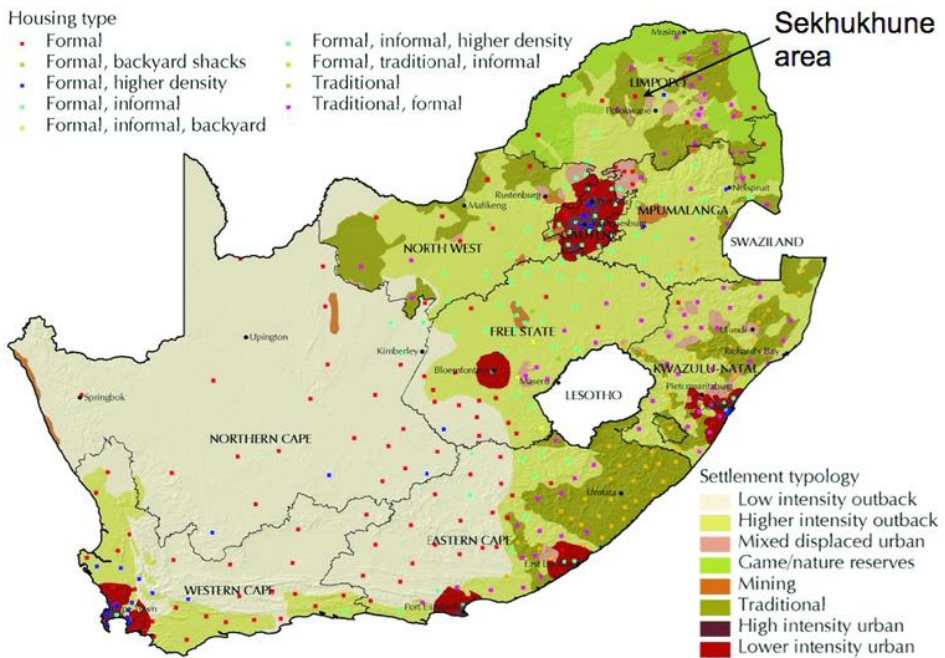 Housing type
Formal
Formal, backyard shacks
Formal, higher density
Formal, informal
Formal, informal, backyard
Formal, informal, higher density
Formal, traditional, informal
Traditional
Traditional, formal
Sekhukhune
area
Musina
LIMPOPO
Polokwane
Nelspruit
Rustenburg
Mafikeng
MPUMALANGA
SWAZILAND
NORTH WEST
FREE STATE
Upington
Kimberley
Ulundi
Richard's Bay
KWAZULU-NATAL
Bloemfontein
Maseru
Pietermaritzburg
LESOTHO
Springbok
NORTHERN CAPE
Umtata
EASTERN CAPE
WESTERN CAPE
Port Elizabeth
Settlement typology
Low intensity outback
Higher intensity outback
Mixed displaced urban
Game/nature reserves
Mining
Traditional
High intensity urban
Lower intensity urban